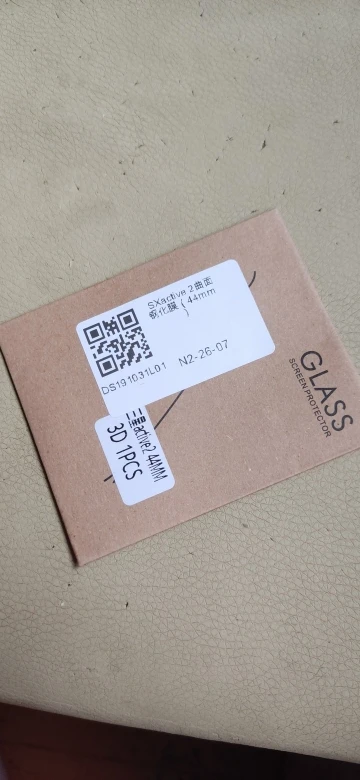 SXactive 2曲面
钢化膜（44mm
）
DS191031L01 N2-26-07
三星active2 44MM
3D 1PCS
GLASS
SCREEN PROTECTOR